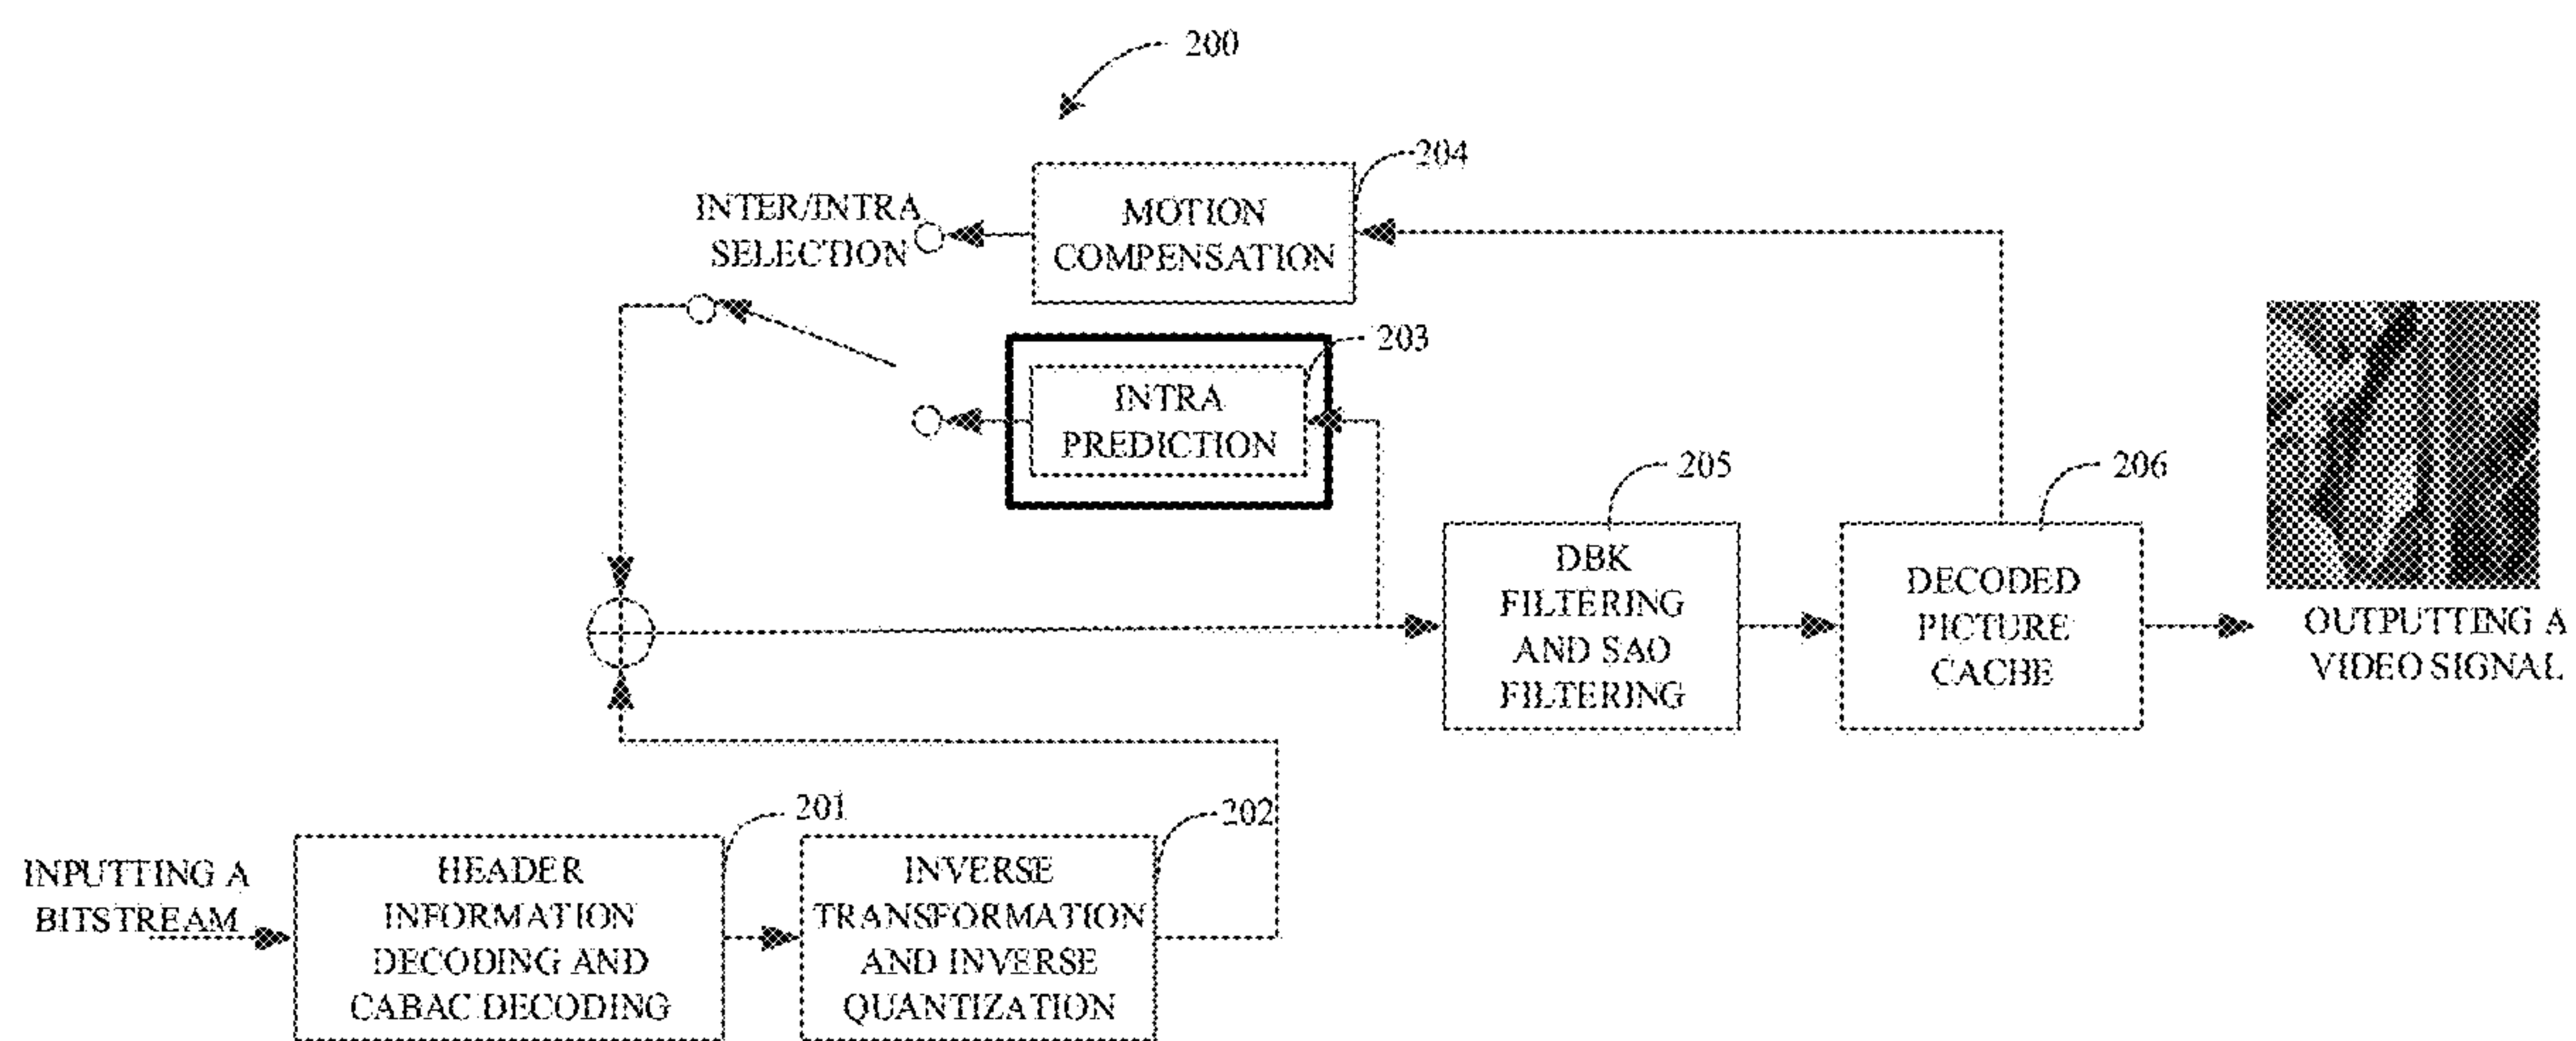 200
204
INTER/INTRA
SELECTION
MOTION
COMPENSATION
203
INTRA
PREDICTION
205
206
DBK
FILTERING
AND SAO
FILTERING
DECODED
PICTURE
CACHE
OUTPUTTING A
VIDEO SIGNAL
201
202
INPUTTING A
BITSTREAM
HEADER
INFORMATION
DECODING AND
CABAC DECODING
INVERSE
TRANSFORMATION
AND INVERSE
QUANTIZATION